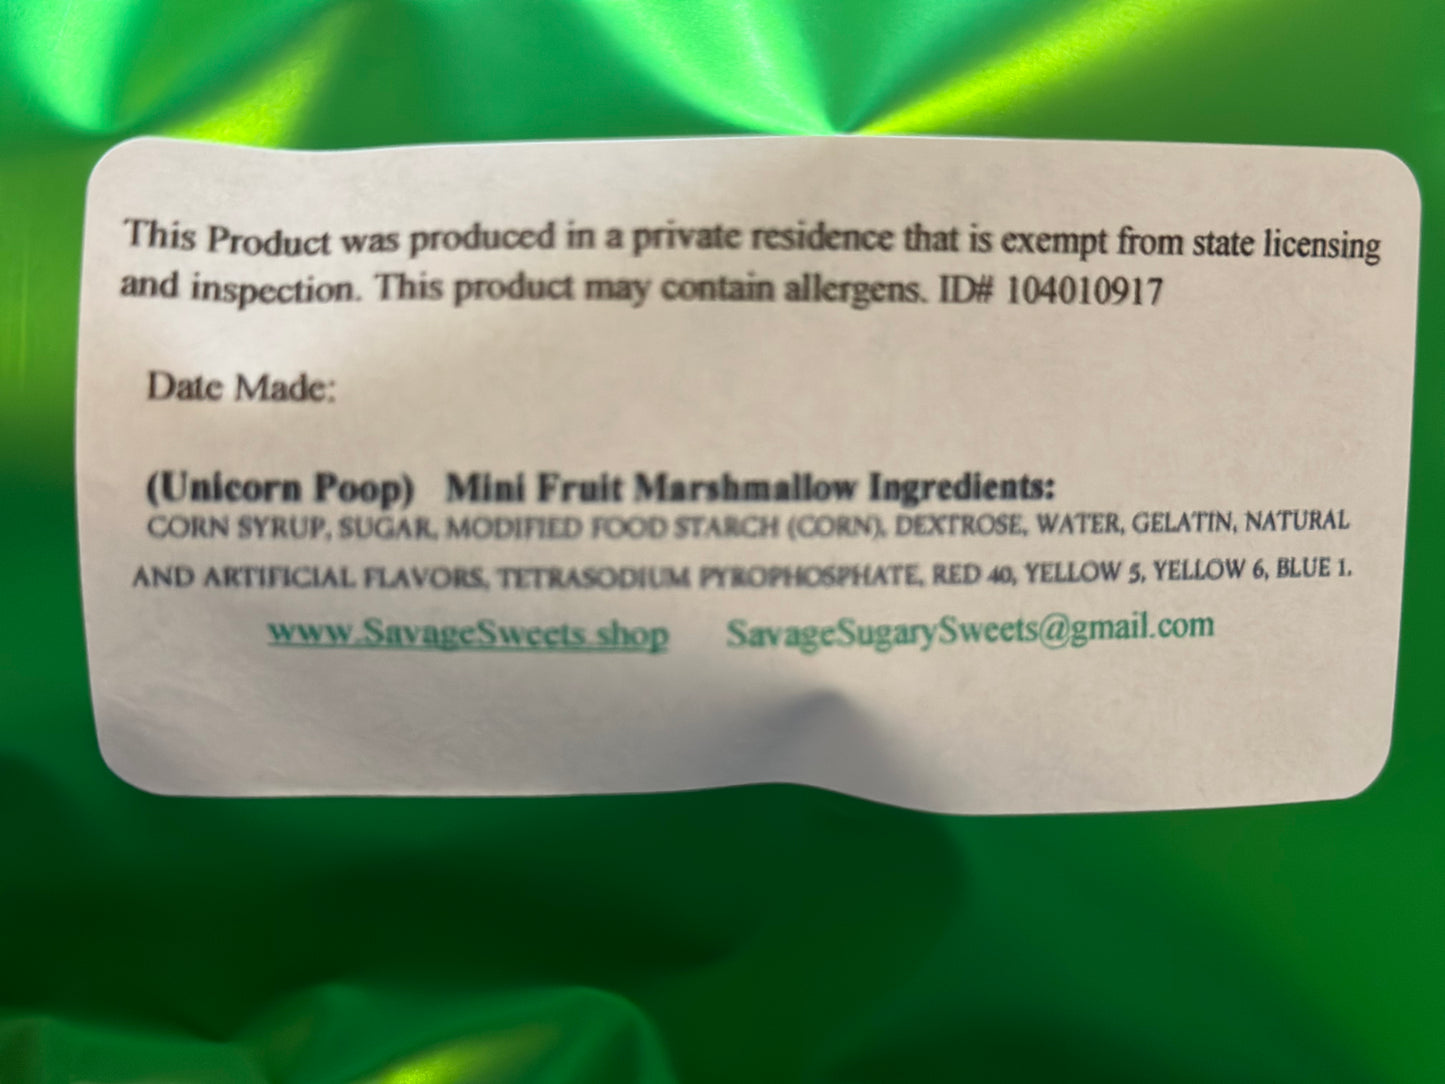 This Product was produced in a private residence that is exempt from state licensing
and inspection. This product may contain allergens. ID# 104010917
Date Made:
(Unicorn Poop) Mini Fruit Marshmallow Ingredients:
CORN SYRUP, SUGAR, MODIFIED FOOD STARCH (CORN), DEXTROSE, WATER, GELATIN, NATURAL
AND ARTIFICIAL FLAVORS, TETRASODIUM PYROPHOSPHATE, RED 40, YELLOW 5, YELLOW 6, BLUE 1.
www.SavageSweets.shop SavageSugarySweets@gmail.com